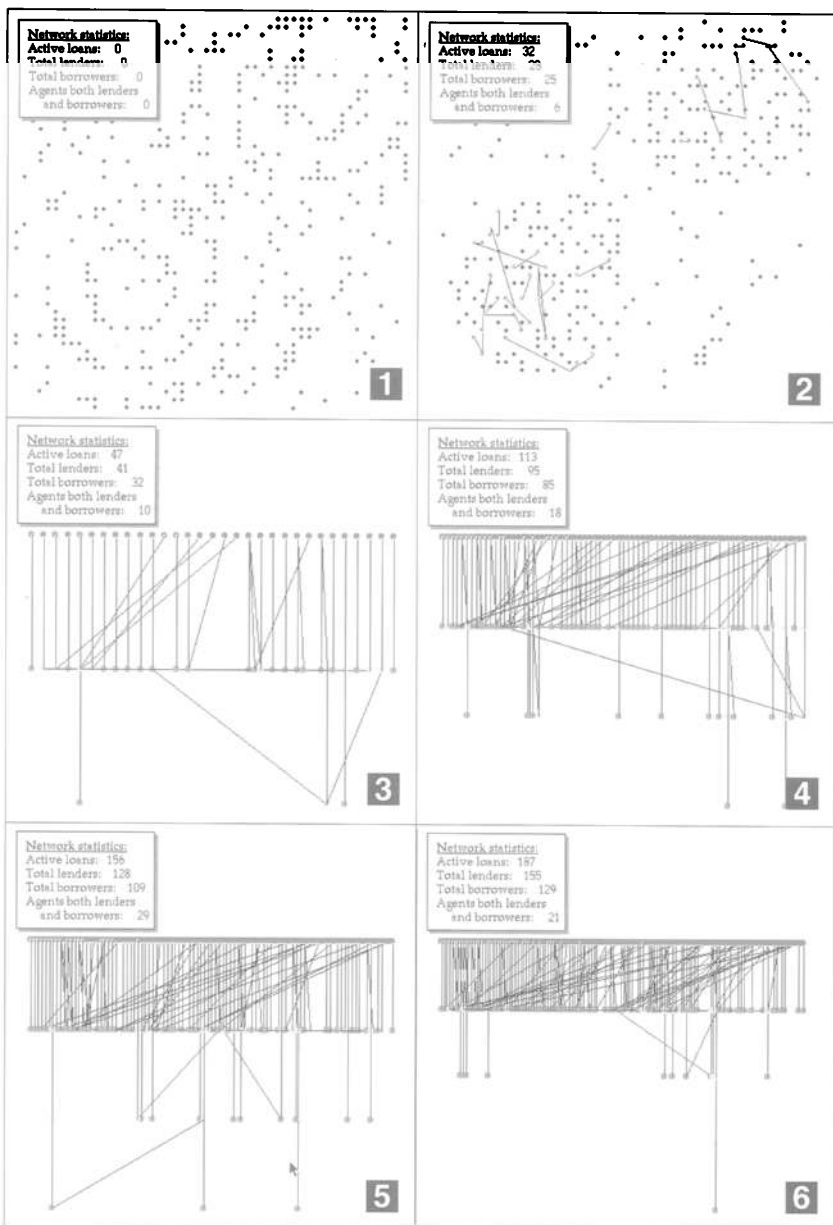 Network statistics:
Active loans: 0
Total lenders: 0
Total borrowers: 0
Agents both lenders
and borrowers: 0
1
Network statistics:
Active loans: 32
Total lenders:
Total borrowers: 25
Agents both lenders
and borrowers: 6
2
Network statistics:
Active loans: 47
Total lenders: 41
Total borrowers: 32
Agents both lenders
and borrowers: 10
3
Network statistics:
Active loans: 113
Total lenders: 95
Total borrowers: 85
Agents both lenders
and borrowers: 18
4
Network statistics:
Active loans: 156
Total lenders: 128
Total borrowers: 109
Agents both lenders
and borrowers: 29
5
Network statistics:
Active loans: 187
Total lenders: 155
Total borrowers: 129
Agents both lenders
and borrowers: 21
6